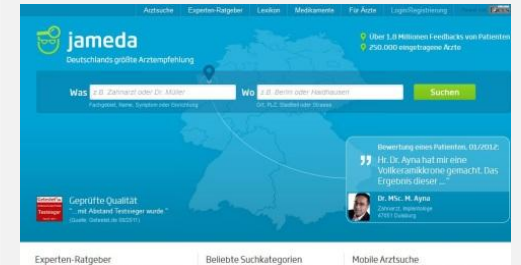 Arztsuche Experten-Ratgeber Lexikon Medikamente Für Ärzte Login/Registrierung
jameda
Deutschlands größte Arztempfehlung
Über 1,0 Millionen Feedbacks von Patienten
250.000 eingetragene Ärzte
Was z.B. Zahnarzt oder Dr. Müller Wo z.B. Berlin oder Haidhausen Suchen
Fachgebiet, Name, Symptom oder Einrichtung Ort, PLZ, Stadtteil oder Strasse
Bewertung eines Patienten, 01/2012:
Hr. Dr. Ayna hat mir eine
Vollkeramikkrone gemacht. Das
Ergebnis dieser ..."
Geprüfte Qualität
"...mit Abstand Testsieger wurde."
(Quelle: Getestet.de 08/2011)
Testsieger
Dr. MSc. M. Ayna
Zahnarzt, Implantologe
47051 Duisburg
Experten-Ratgeber Beliebte Suchkategorien Mobile Arztsuche